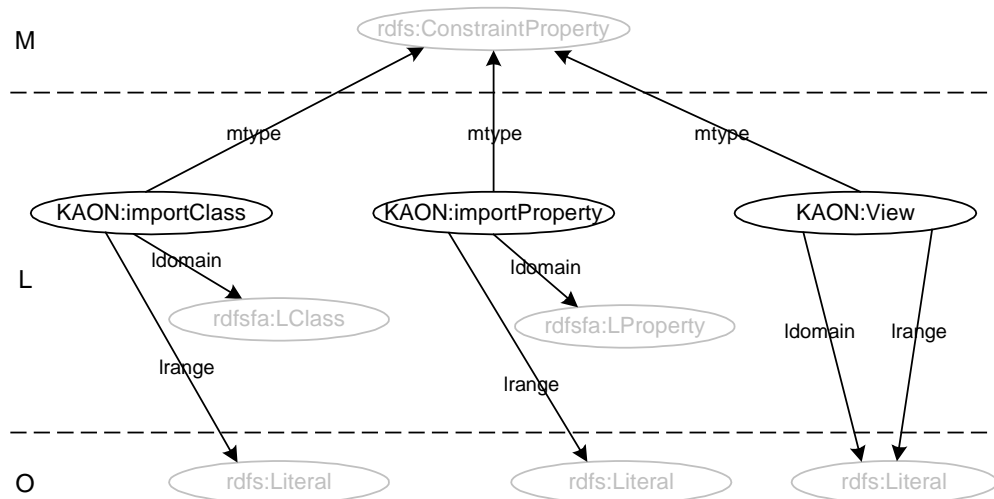 M
rdfs:ConstraintProperty
mtype
mtype
mtype
KAON:importClass
KAON:importProperty
KAON:View
L
ldomain
ldomain
rdfsfa:LClass
rdfsfa:LProperty
ldomain
lrange
lrange
lrange
O
rdfs:Literal
rdfs:Literal
rdfs:Literal